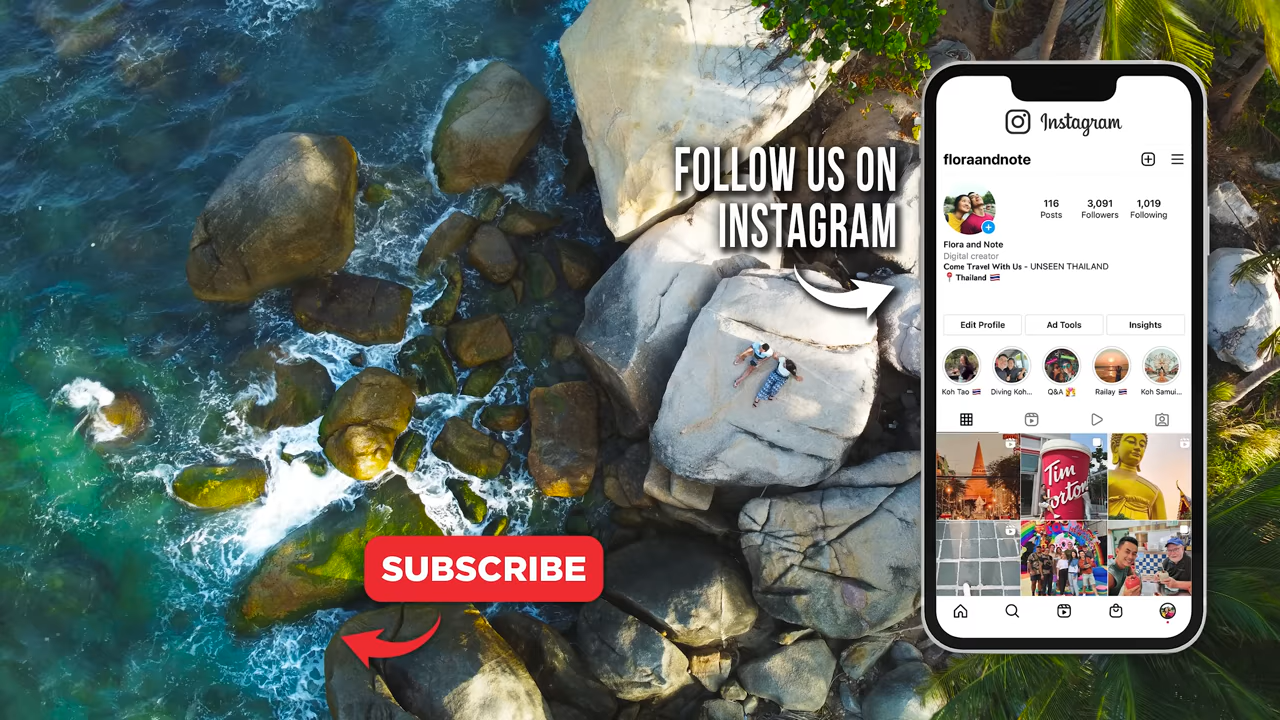 FOLLOW US ON
INSTAGRAM
SUBSCRIBE
Instagram
floraandnote
116
Posts
3,091
Followers
1,019
Following
Flora and Note
Digital creator
Come Travel With Us - UNSEEN THAILAND
📍 Thailand 🇹🇭
Edit Profile
Ad Tools
Insights
Koh Tao 🇹🇭
Diving Koh...
Q&A
Railay 🇹🇭
Koh Samui...
Tim
Horton